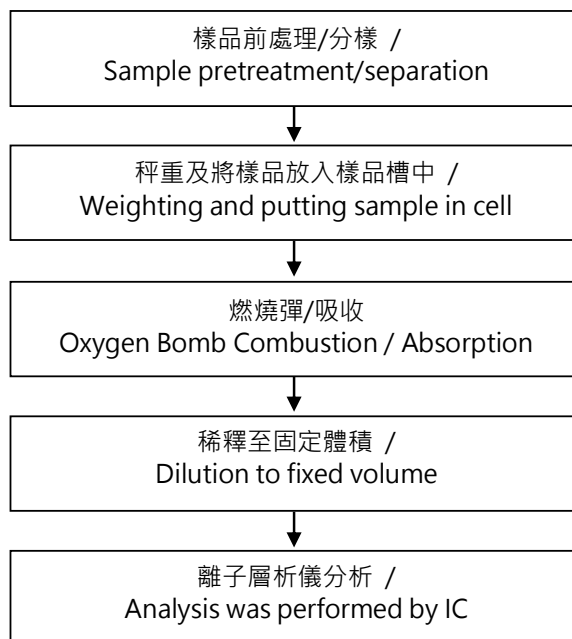 樣品前處理/分樣 /
Sample pretreatment/separation
秤重及將樣品放入樣品槽中 /
Weighting and putting sample in cell
燃燒彈/吸收
Oxygen Bomb Combustion / Absorption
稀釋至固定體積 /
Dilution to fixed volume
離子層析儀分析 /
Analysis was performed by IC